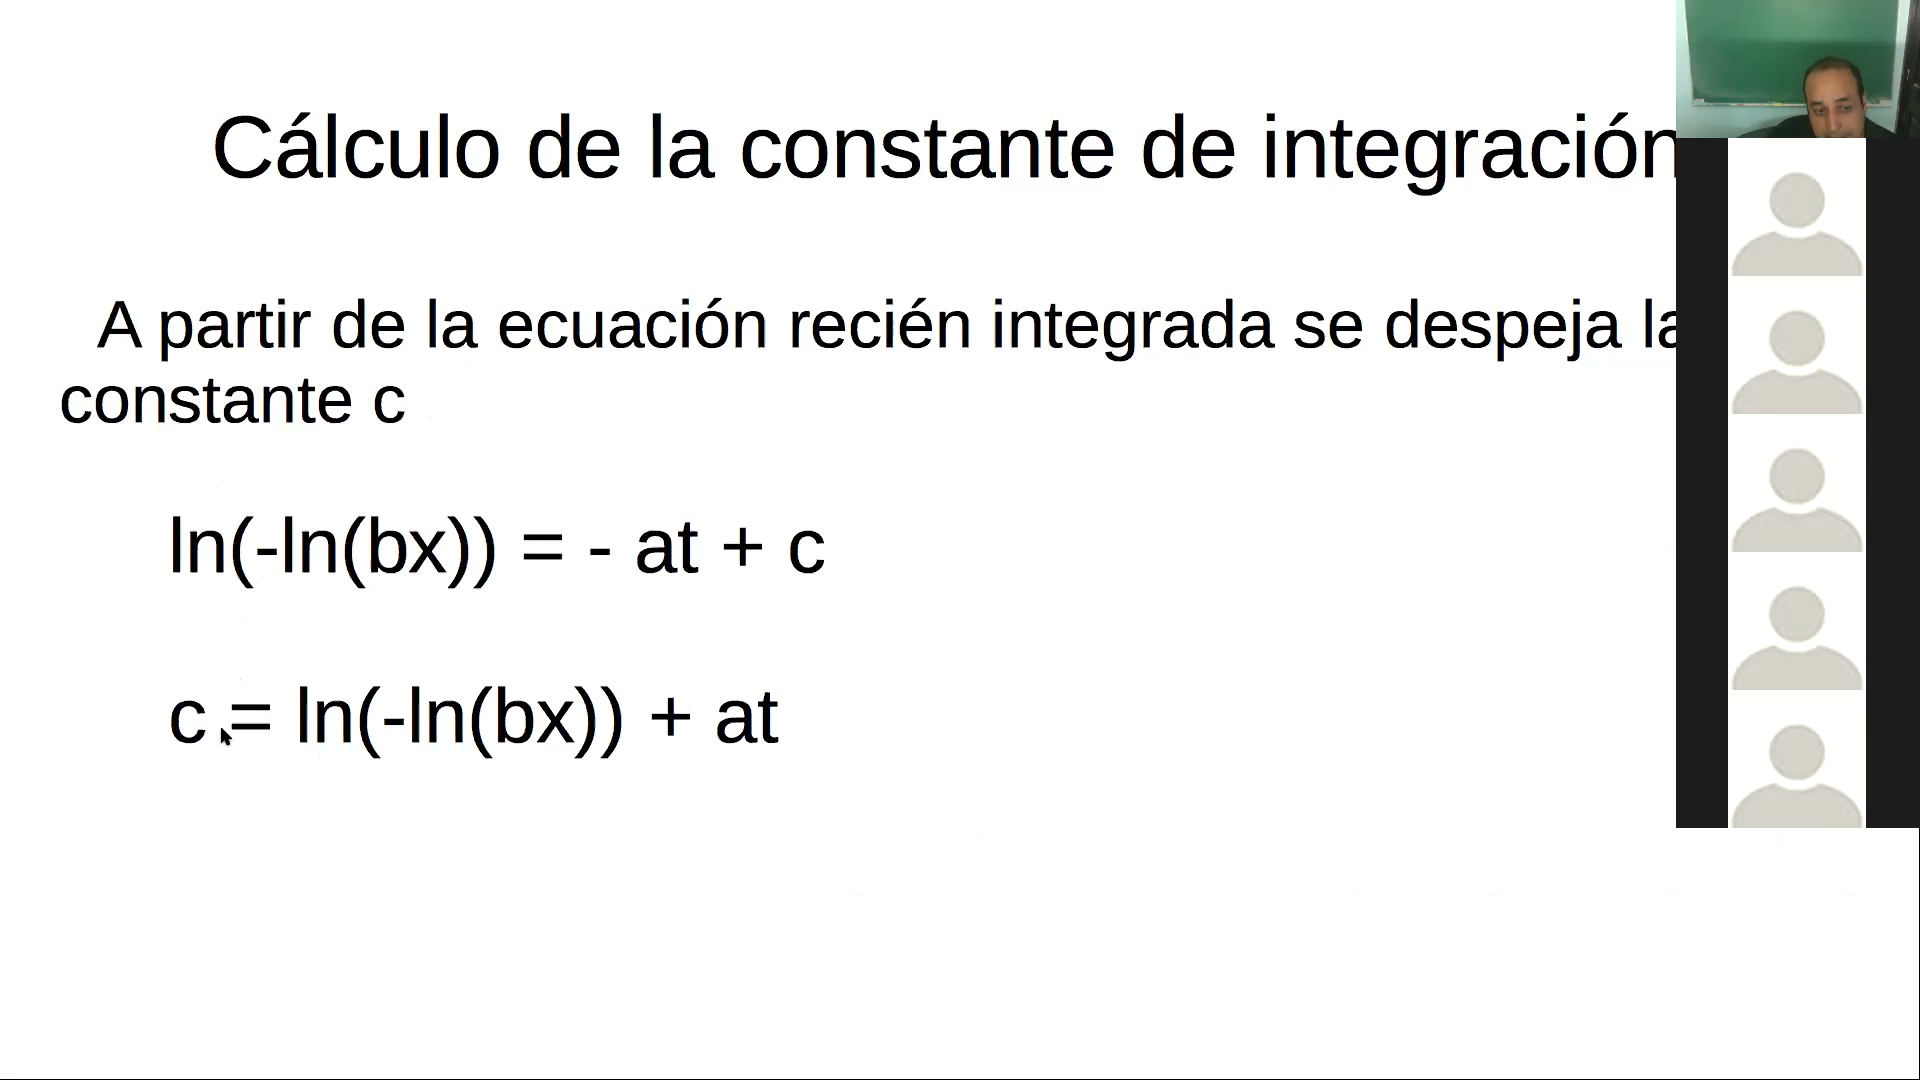 Cálculo de la constante de integración
A partir de la ecuación recién integrada se despeja la
constante c
ln(-ln(bx)) = - at + c
c = ln(-ln(bx)) + at